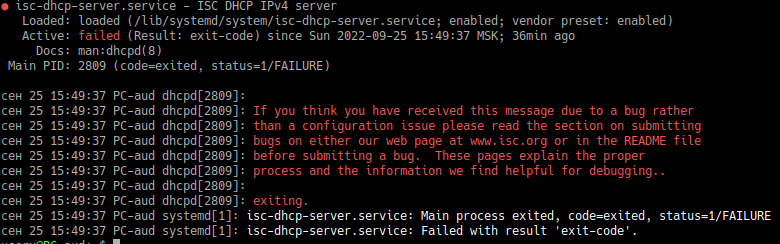 ● isc-dhcp-server.service - ISC DHCP IPv4 server
Loaded: loaded (/lib/systemd/system/isc-dhcp-server.service; enabled; vendor preset: enabled)
Active: failed (Result: exit-code) since Sun 2022-09-25 15:49:37 MSK; 36min ago
Docs: man:dhcpd(8)
Main PID: 2809 (code=exited, status=1/FAILURE)

сен 25 15:49:37 PC-aud dhcpd[2809]:
сен 25 15:49:37 PC-aud dhcpd[2809]: If you think you have received this message due to a bug rather
сен 25 15:49:37 PC-aud dhcpd[2809]: than a configuration issue please read the section on submitting
сен 25 15:49:37 PC-aud dhcpd[2809]: bugs on either our web page at www.isc.org or in the README file
сен 25 15:49:37 PC-aud dhcpd[2809]: before submitting a bug.  These pages explain the proper
сен 25 15:49:37 PC-aud dhcpd[2809]: process and the information we find helpful for debugging..
сен 25 15:49:37 PC-aud dhcpd[2809]:
сен 25 15:49:37 PC-aud dhcpd[2809]: exiting.
сен 25 15:49:37 PC-aud systemd[1]: isc-dhcp-server.service: Main process exited, code=exited, status=1/FAILURE
сен 25 15:49:37 PC-aud systemd[1]: isc-dhcp-server.service: Failed with result 'exit-code'.